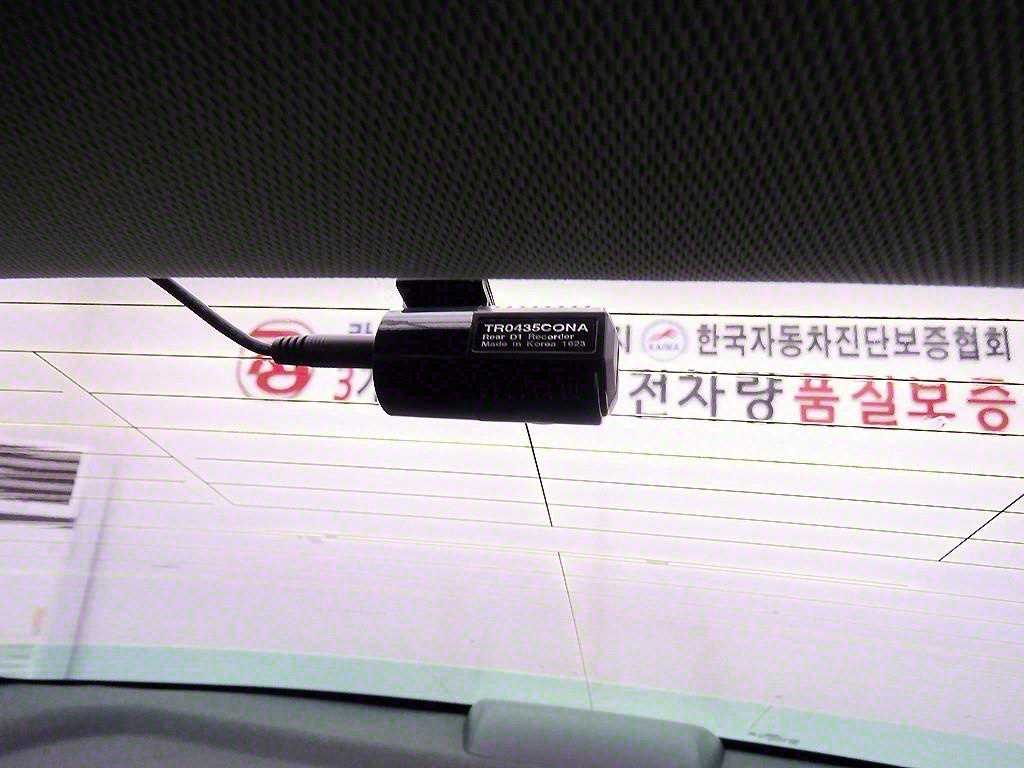 TR0435CONA
Rear D1 Recorder
Made in Korea 1623
한국자동차진단보증협회
전차량 품질보증